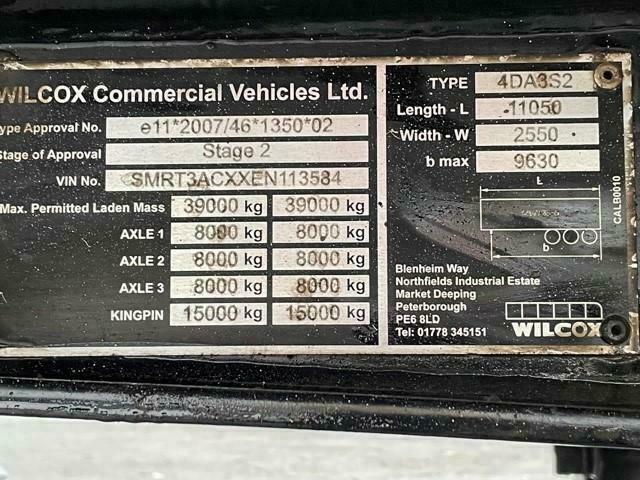 WILCOX Commercial Vehicles Ltd.
Type Approval No. e11*2007/46*1350*02
Stage of Approval Stage 2
VIN No. SMRT3ACXXEN113584
Max. Permitted Laden Mass 39000 kg 39000 kg
AXLE 1 8000 kg 8000 kg
AXLE 2 8000 kg 8000 kg
AXLE 3 8000 kg 8000 kg
KINGPIN 15000 kg 15000 kg
TYPE 4DA3S2
Length - L 11050
Width - W 2550
b max 9630
L
b
CALB0010
Blenheim Way
Northfields Industrial Estate
Market Deeping
Peterborough
PE6 8LD
Tel: 01778 345151
WILCOX